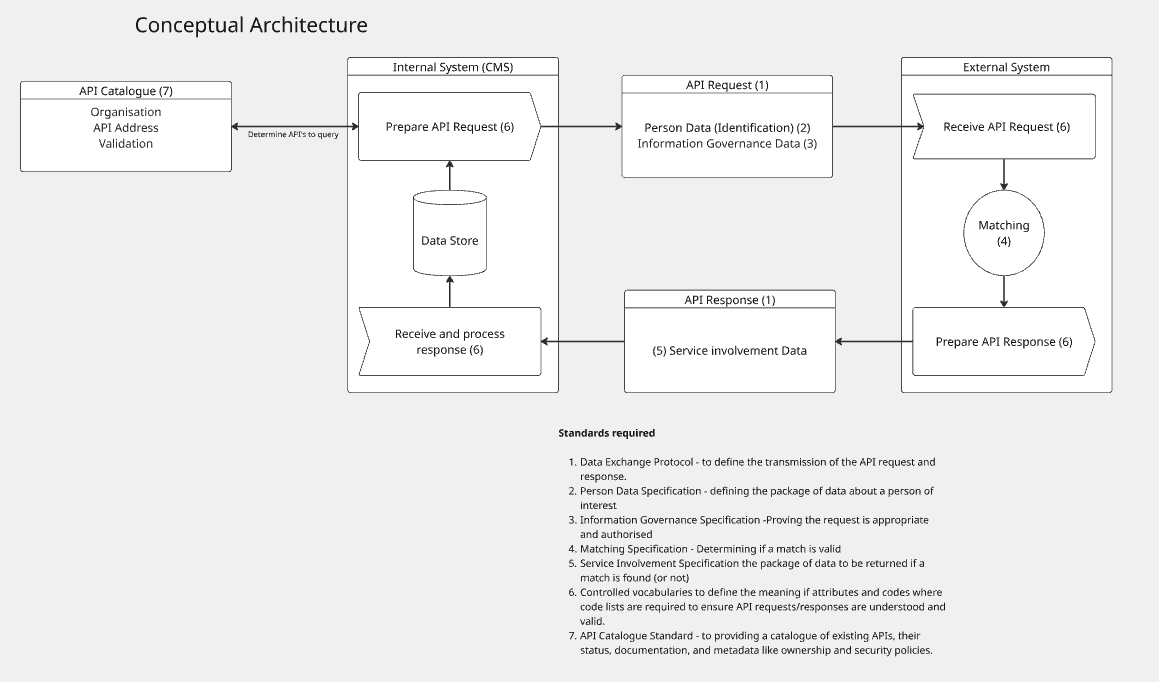 Conceptual Architecture
API Catalogue (7)
Organisation
API Address
Validation
Determine API's to query
Internal System (CMS)
Prepare API Request (6)
Data Store
Receive and process
response (6)
API Request (1)
Person Data (Identification) (2)
Information Governance Data (3)
API Response (1)
(5) Service involvement Data
External System
Receive API Request (6)
Matching
(4)
Prepare API Response (6)
Standards required
1. Data Exchange Protocol - to define the transmission of the API request and
response.
2. Person Data Specification - defining the package of data about a person of
interest
3. Information Governance Specification -Proving the request is appropriate
and authorised
4. Matching Specification - Determining if a match is valid
5. Service Involvement Specification the package of data to be returned if a
match is found (or not)
6. Controlled vocabularies to define the meaning if attributes and codes where
code lists are required to ensure API requests/responses are understood and
valid.
7. API Catalogue Standard - to providing a catalogue of existing APIs, their
status, documentation, and metadata like ownership and security policies.